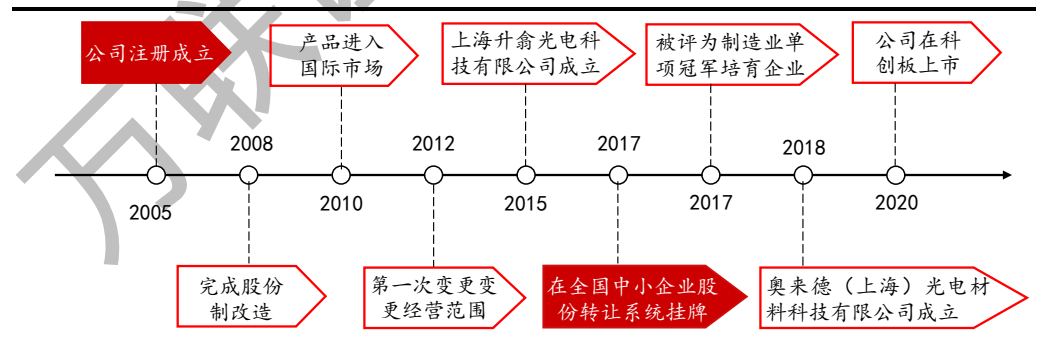 公司注册成立
产品进入
国际市场
上海升翕光电科
技有限公司成立
被评为制造业单
项冠军培育企业
公司在科
创板上市
2008
2012
2017
2018
2005
2010
2015
2017
2020
完成股份
制改造
第一次变更变
更经营范围
在全国中小企业股
份转让系统挂牌
奥来德（上海）光电材
料科技有限公司成立
万联